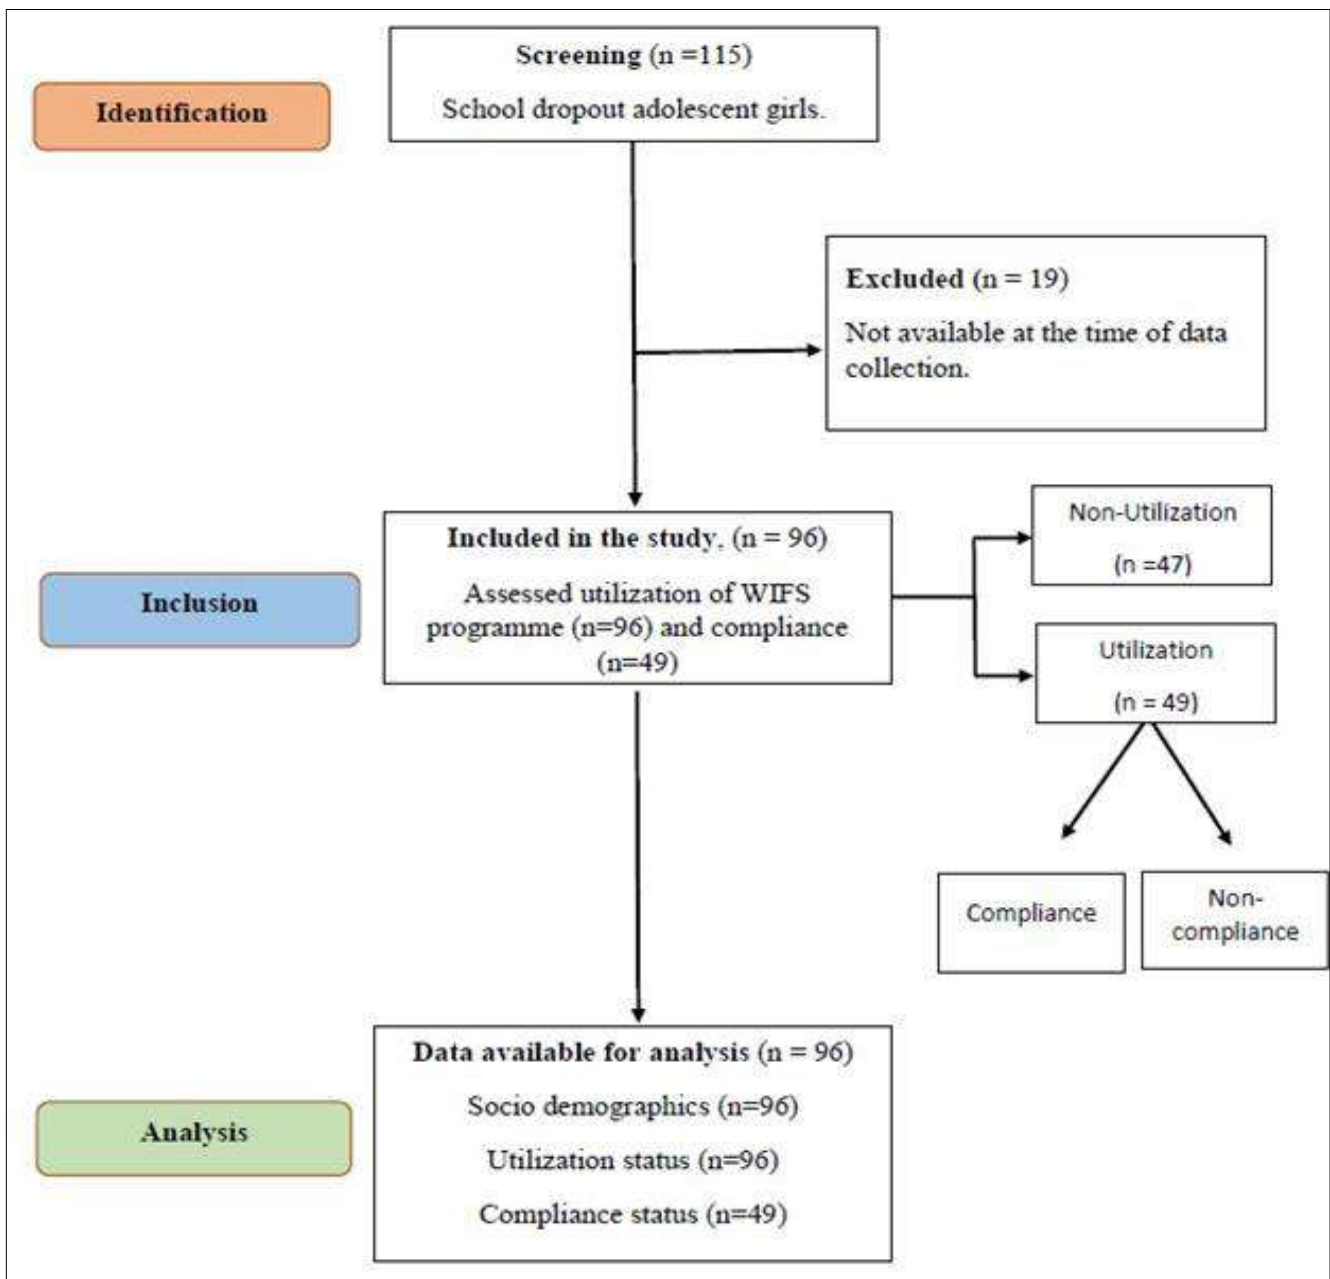 Screening (n =115)
School dropout adolescent girls.
Identification
Excluded (n = 19)
Not available at the time of data
collection.
Included in the study. (n = 96)
Assessed utilization of WIFS
programme (n=96) and compliance
(n=49)
Inclusion
Non-Utilization
(n =47)
Utilization
(n = 49)
Compliance
Non-
compliance
Data available for analysis (n = 96)
Socio demographics (n=96)
Utilization status (n=96)
Compliance status (n=49)
Analysis